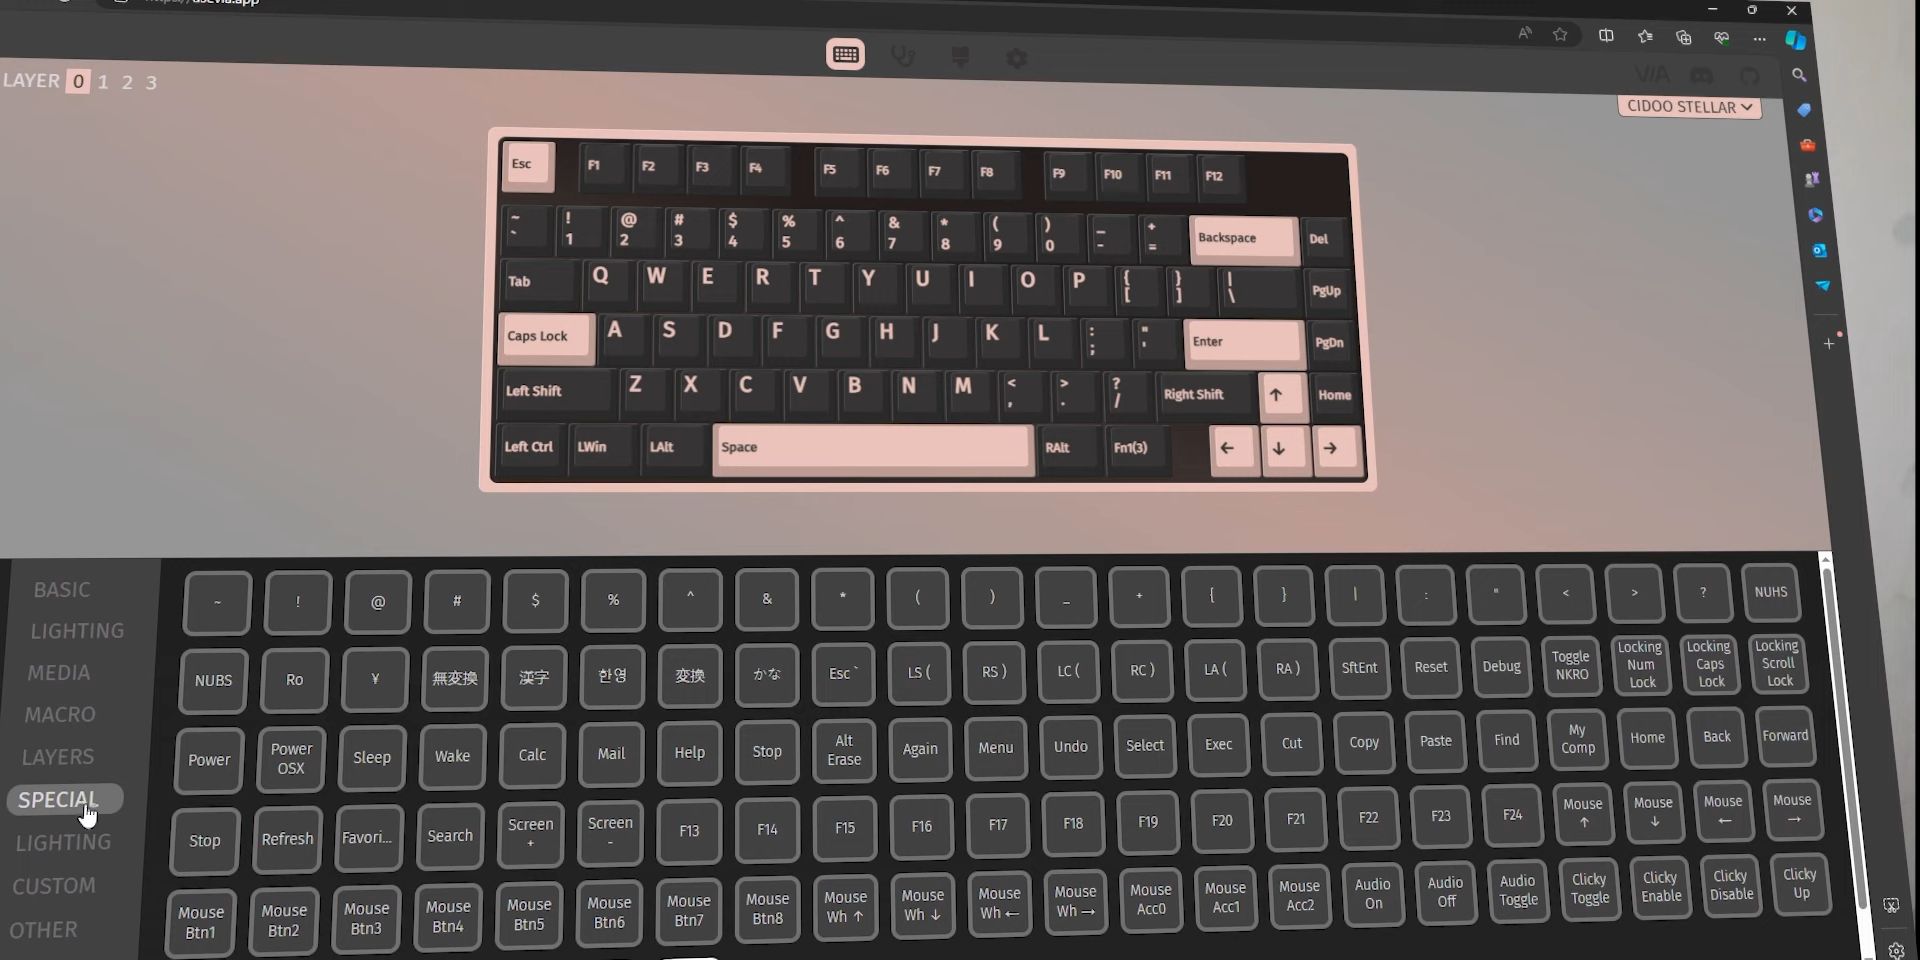 LAYER 0 1 2 3
VIA
CIDOO STELLAR
Esc F1 F2 F3 F4 F5 F6 F7 F8 F9 F10 F11 F12
~ ! @ # $ % ^ & * ( ) _ +
` 1 2 3 4 5 6 7 8 9 0 - = Backspace Del
Tab Q W E R T Y U I O P { } | PgUp
[ ] \
Caps Lock A S D F G H J K L : " Enter PgDn
; '
Left Shift Z X C V B N M < > ? Right Shift ↑ Home
, . /
Left Ctrl LWin LAlt Space RAlt Fn1(3) ← ↓ →
BASIC
LIGHTING
MEDIA
MACRO
LAYERS
SPECIAL
LIGHTING
CUSTOM
OTHER
~ ! @ # $ % ^ & * ( ) _ + { } | : " < > ? NUHS
NUBS Ro ¥ 無変換 漢字 한영 変換 かな Esc ` LS ( RS ) LC ( RC ) LA ( RA ) SftEnt Reset Debug Toggle NKRO Locking Num Lock Locking Caps Lock Locking Scroll Lock
Power Power OSX Sleep Wake Calc Mail Help Stop Alt Erase Again Menu Undo Select Exec Cut Copy Paste Find My Comp Home Back Forward
Stop Refresh Favori... Search Screen + Screen - F13 F14 F15 F16 F17 F18 F19 F20 F21 F22 F23 F24 Mouse ↑ Mouse ↓ Mouse ← Mouse →
Mouse Btn1 Mouse Btn2 Mouse Btn3 Mouse Btn4 Mouse Btn5 Mouse Btn6 Mouse Btn7 Mouse Btn8 Mouse Wh ↑ Mouse Wh ↓ Mouse Wh ← Mouse Wh → Mouse Acc0 Mouse Acc1 Mouse Acc2 Audio On Audio Off Audio Toggle Clicky Toggle Clicky Enable Clicky Disable Clicky Up